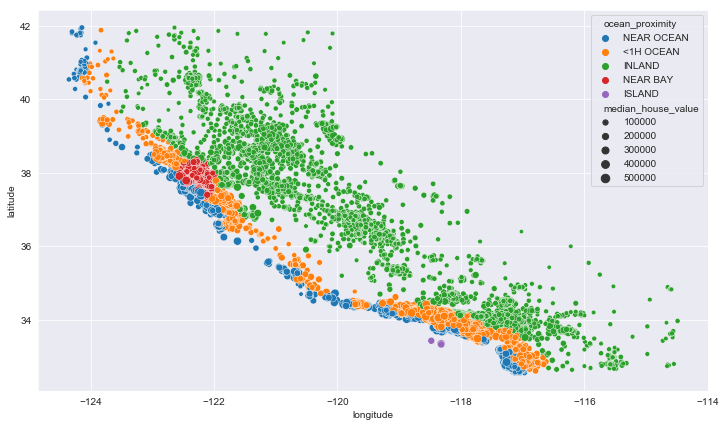 ocean_proximity
NEAR OCEAN
<1H OCEAN
INLAND
NEAR BAY
ISLAND
median_house_value
100000
200000
300000
400000
500000
42
40
38
36
34
latitude
−124
−122
−120
−118
−116
−114
longitude